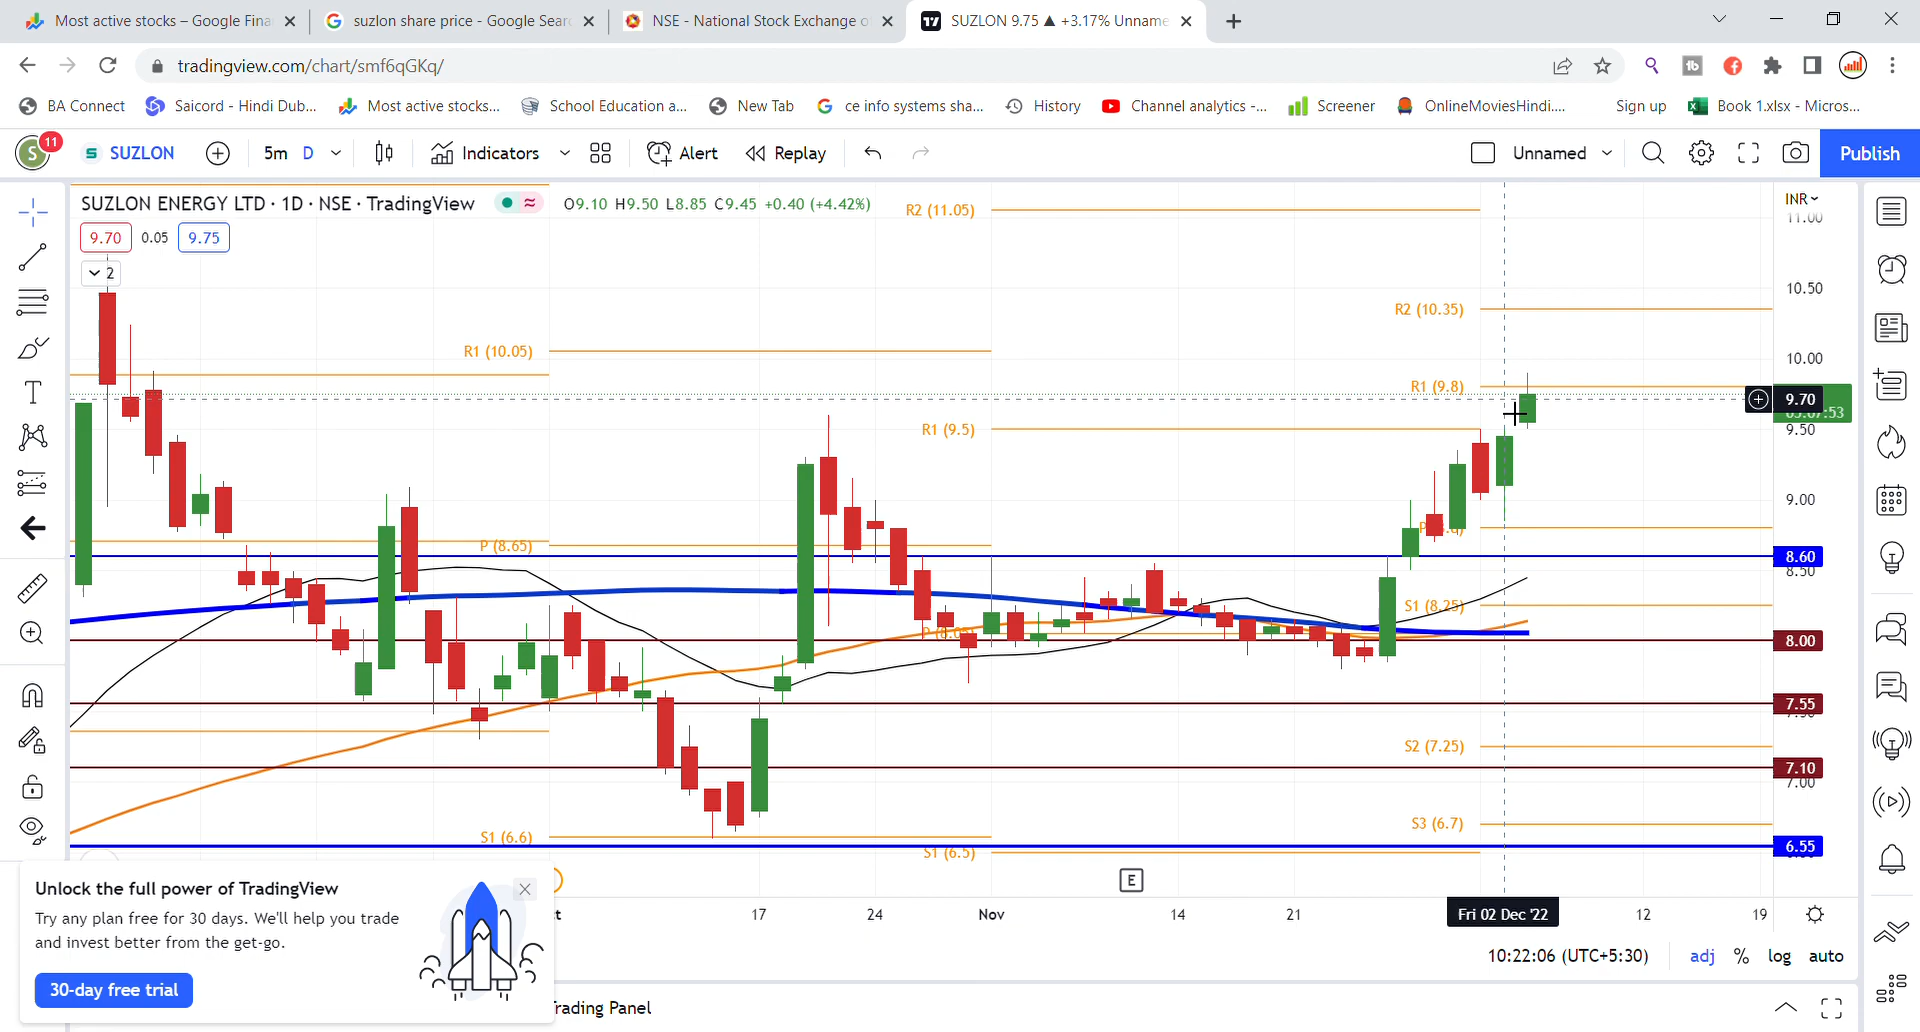 Most active stocks – Google Fina
suzlon share price - Google Sear
NSE - National Stock Exchange o
SUZLON 9.75 ▲ +3.17% Unname
tradingview.com/chart/smf6qGKq/
BA Connect
Saicord - Hindi Dub...
Most active stocks...
School Education a...
New Tab
ce info systems sha...
History
Channel analytics -...
Screener
OnlineMoviesHindi....
Sign up
Book 1.xlsx - Micros...
S 11
SUZLON
5m D
Indicators
Alert
Replay
Unnamed
Publish
SUZLON ENERGY LTD · 1D · NSE · TradingView
O9.10 H9.50 L8.85 C9.45 +0.40 (+4.42%)
9.70 0.05 9.75
2
R2 (11.05)
R2 (10.35)
R1 (10.05)
R1 (9.8)
R1 (9.5)
P (8.65)
S1 (8.25)
S2 (7.25)
S3 (6.7)
S1 (6.6)
S1 (6.5)
INR
11.00
10.50
10.00
9.70
9.50
9.00
8.60
8.50
8.00
7.55
7.10
7.00
6.55
E
17
24
Nov
14
21
Fri 02 Dec '22
12
19
10:22:06 (UTC+5:30)
adj % log auto
Unlock the full power of TradingView
Try any plan free for 30 days. We'll help you trade
and invest better from the get-go.
30-day free trial
rading Panel